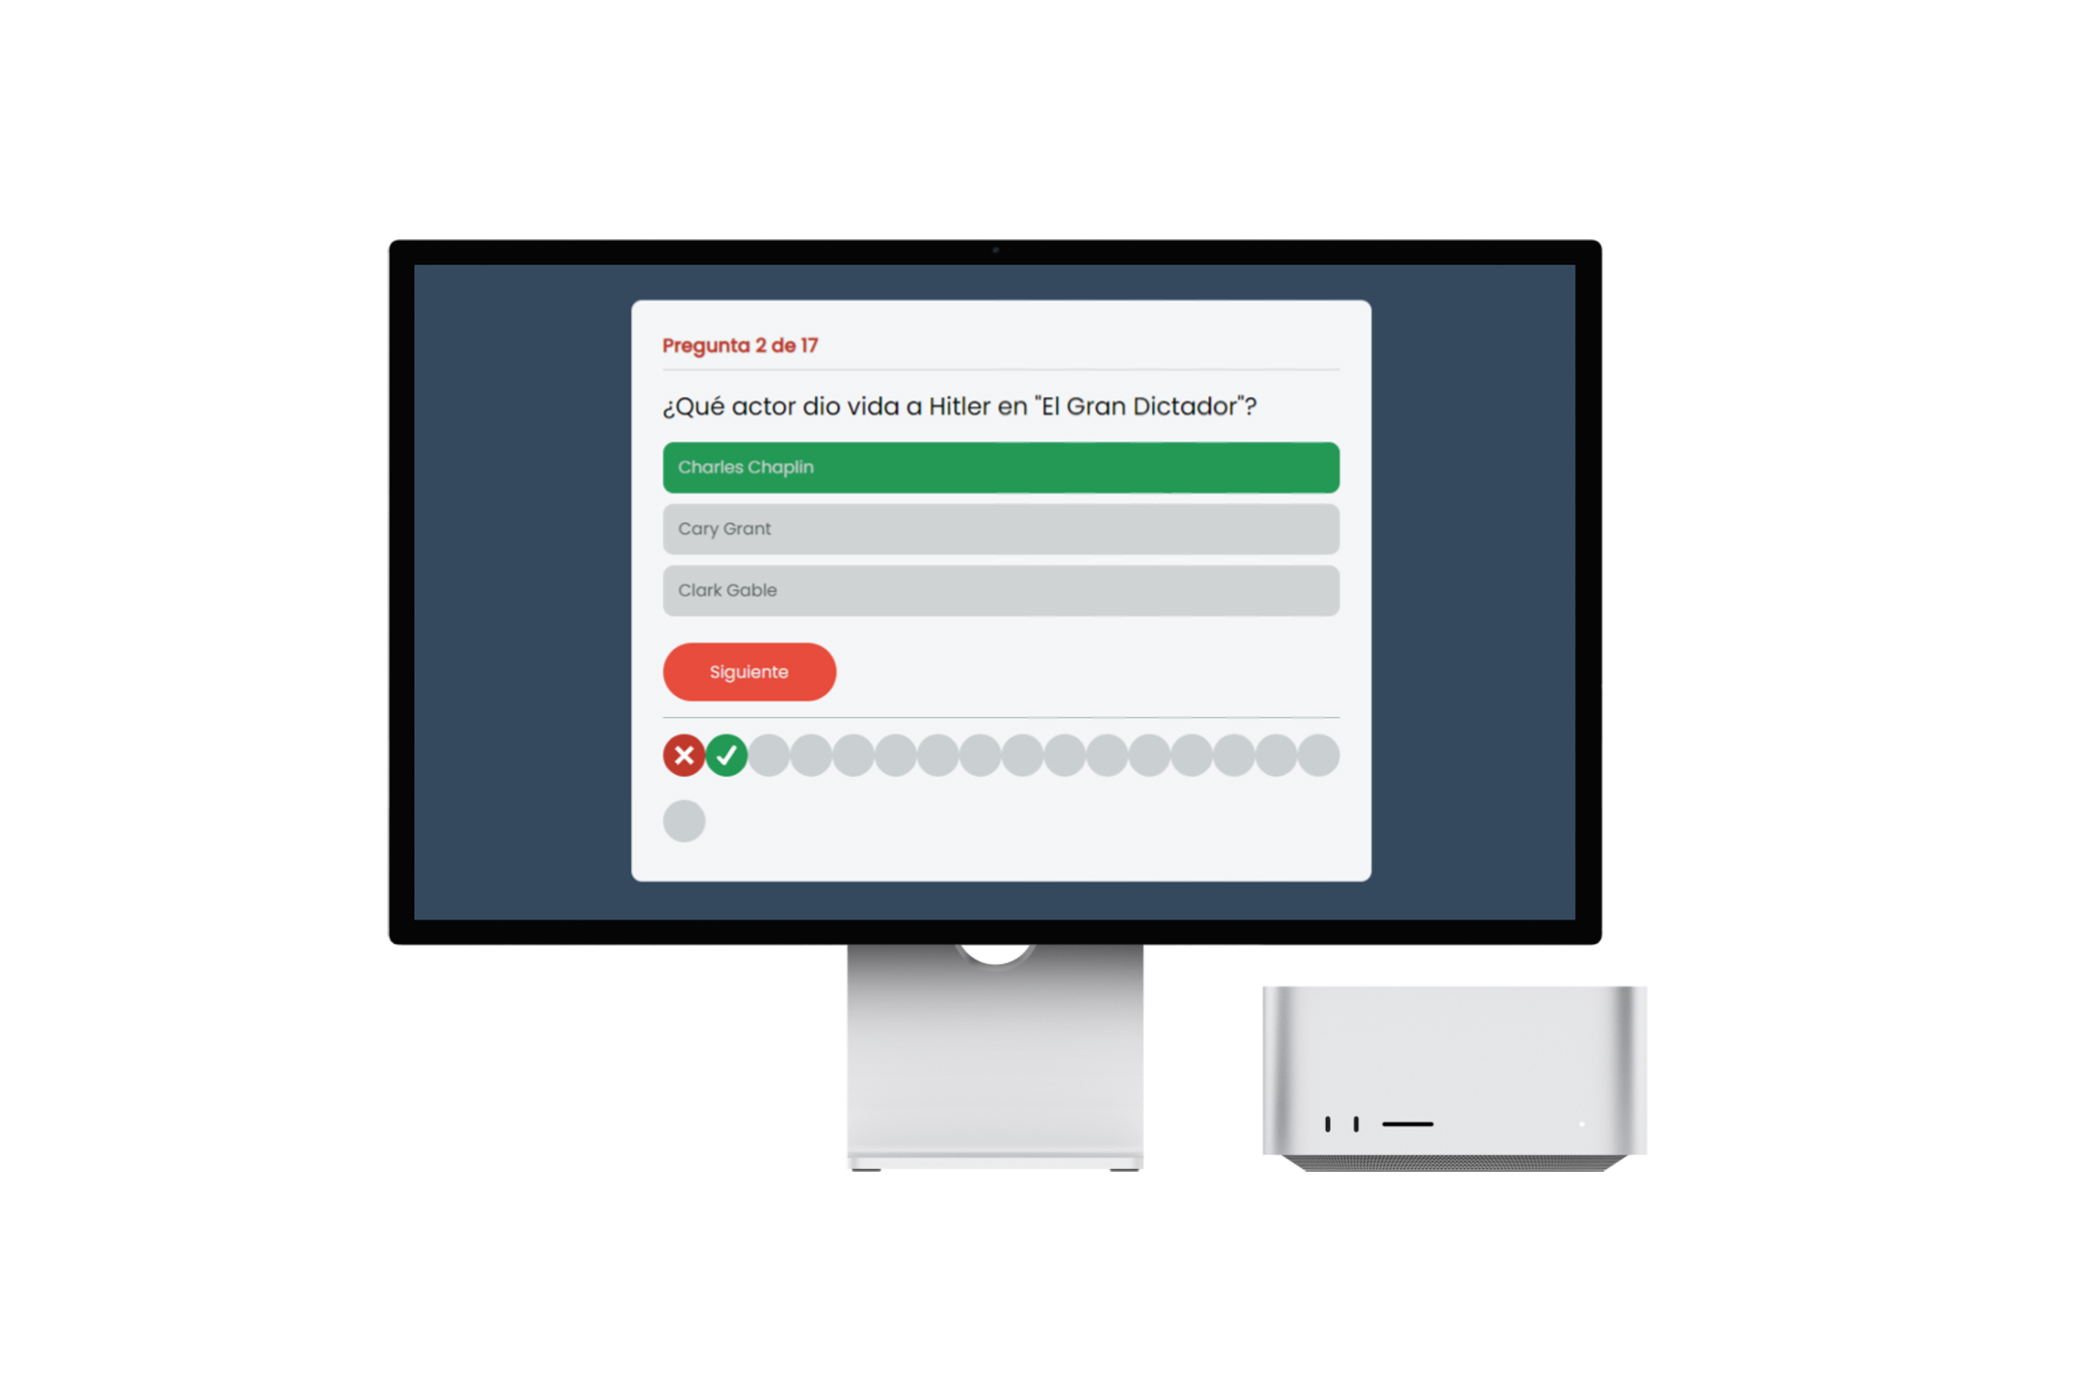 Pregunta 2 de 17
¿Qué actor dio vida a Hitler en "El Gran Dictador"?
Charles Chaplin
Cary Grant
Clark Gable
Siguiente